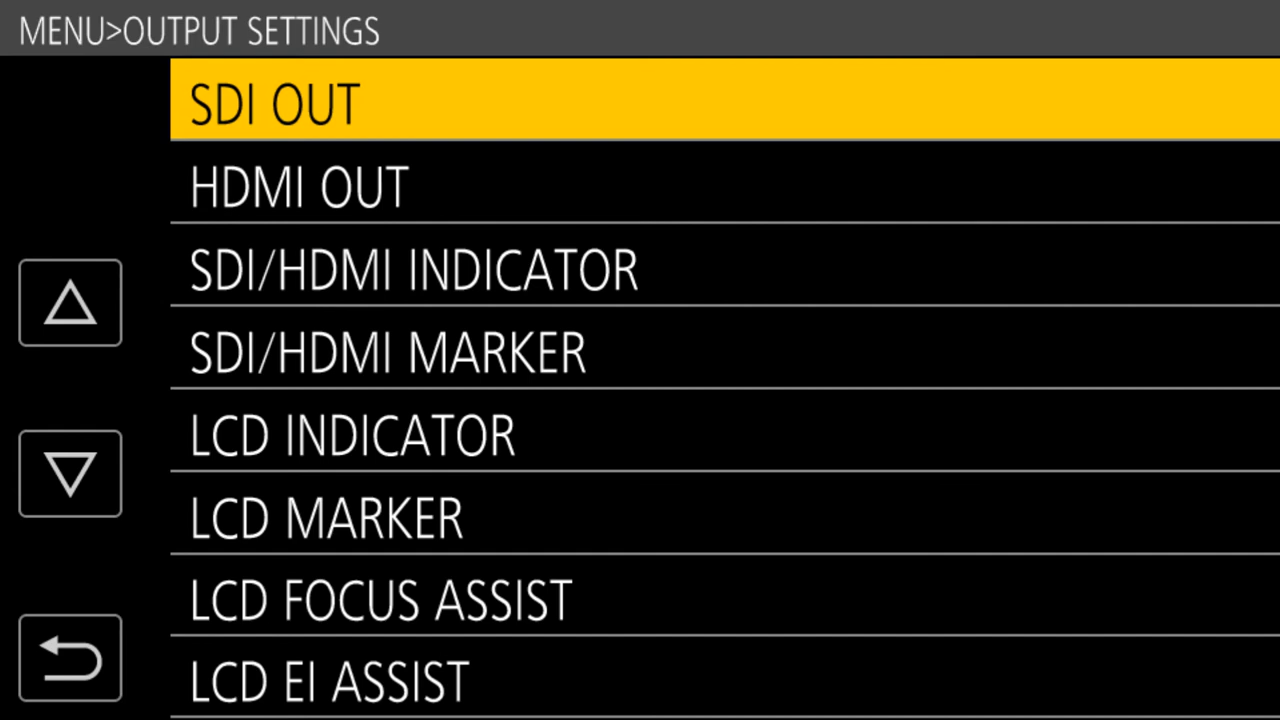 MENU>OUTPUT SETTINGS
SDI OUT
HDMI OUT
SDI/HDMI INDICATOR
SDI/HDMI MARKER
LCD INDICATOR
LCD MARKER
LCD FOCUS ASSIST
LCD EI ASSIST